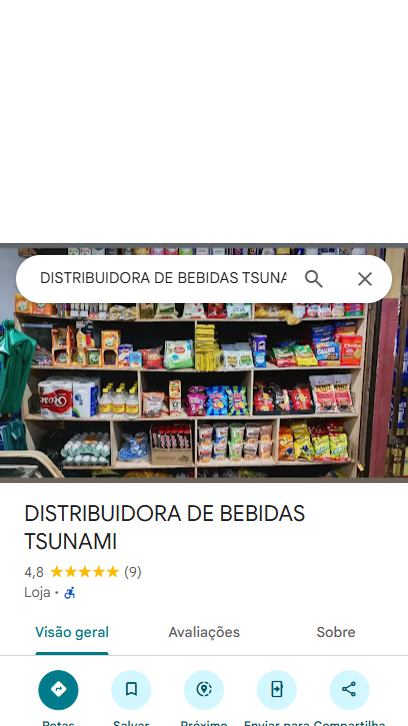 DISTRIBUIDORA DE BEBIDAS TSUNA
DISTRIBUIDORA DE BEBIDAS
TSUNAMI
4,8 (9)
Loja ·
Visão geral Avaliações Sobre
Rotas Salvar Próximo Enviar para Compartilha